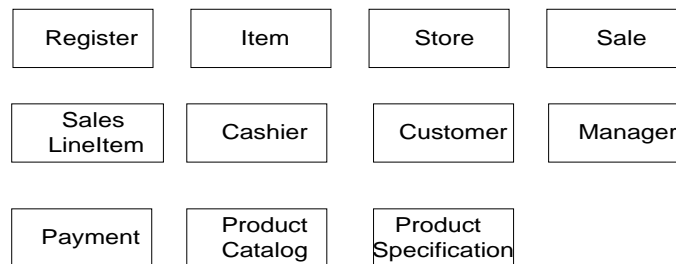 Register
Item
Store
Sale
Sales
LineItem
Cashier
Customer
Manager
Payment
Product
Catalog
Product
Specification